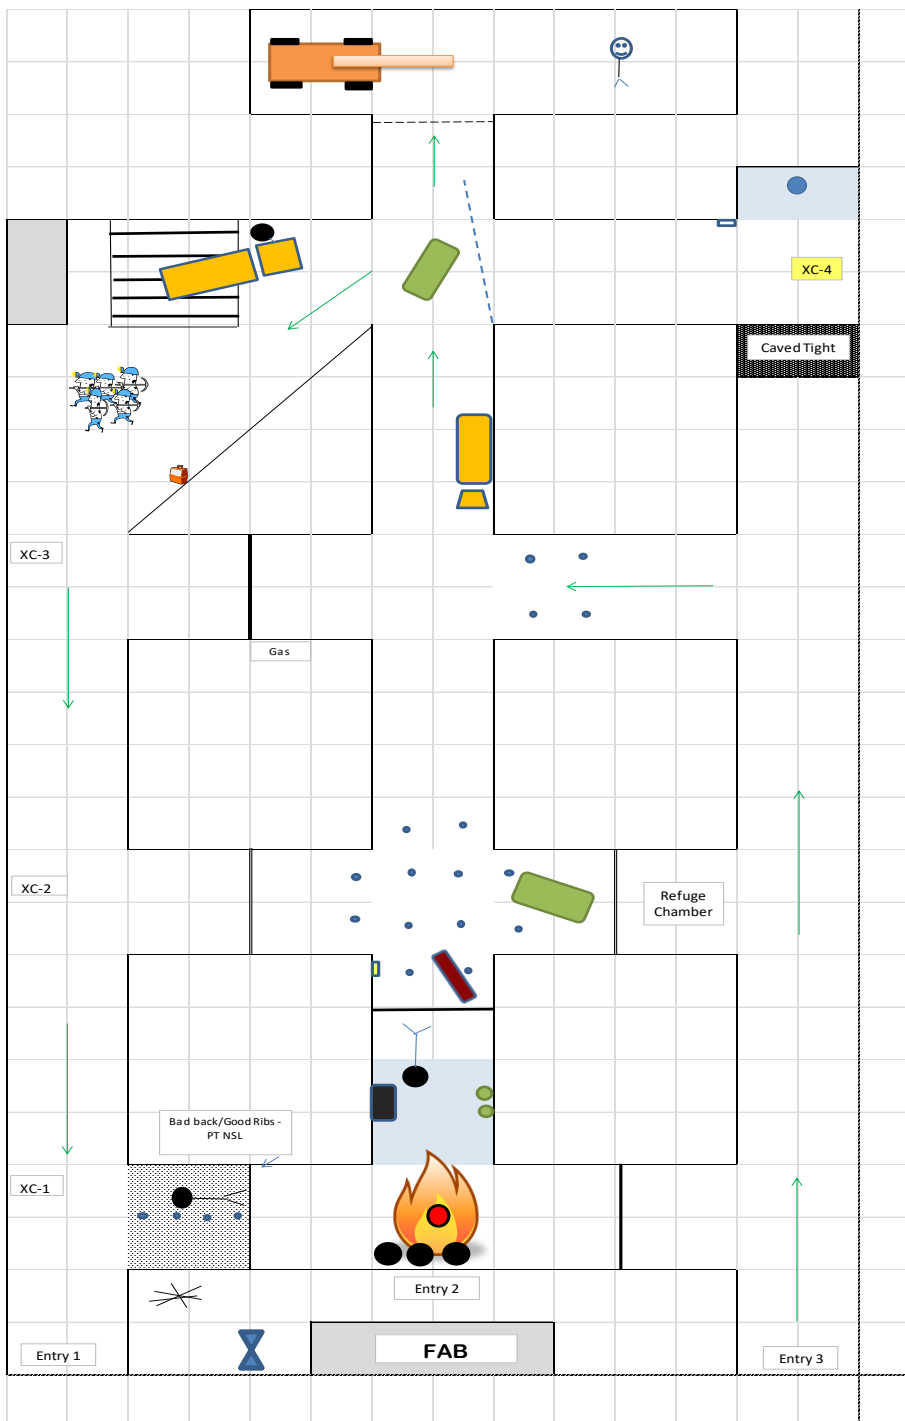 XC-4
Caved Tight
XC-3
Gas
XC-2
Refuge
Chamber
Bad back/Good Ribs -
PT NSL
XC-1
Entry 2
FAB
Entry 1
Entry 3